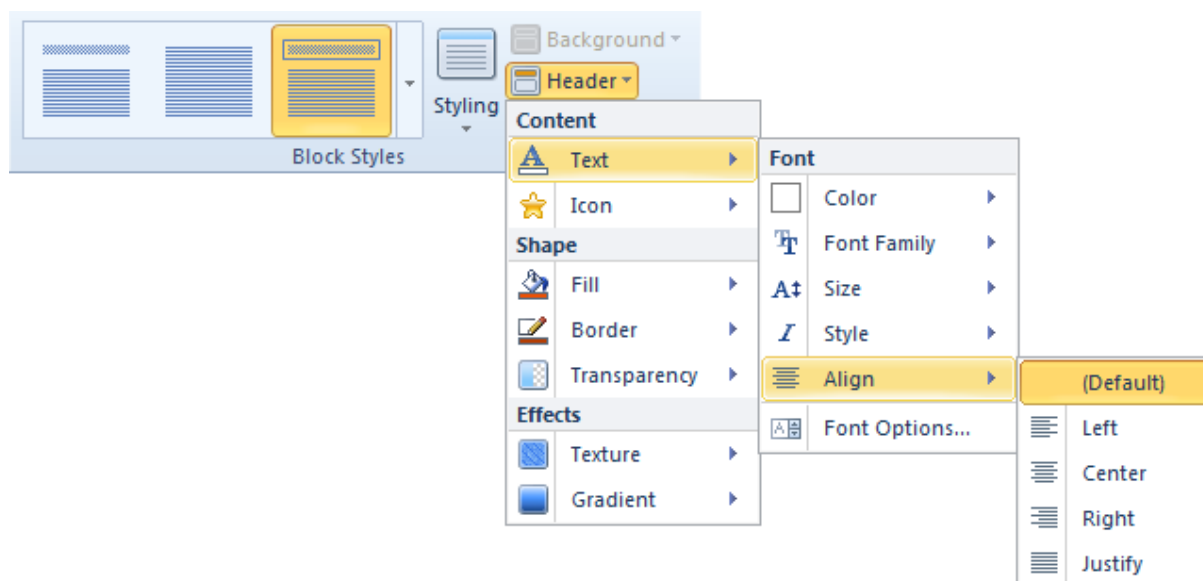 Background
Header
Styling
Block Styles
Content
Text
Icon
Shape
Fill
Border
Transparency
Effects
Texture
Gradient
Font
Color
Font Family
Size
Style
Align
Font Options...
(Default)
Left
Center
Right
Justify